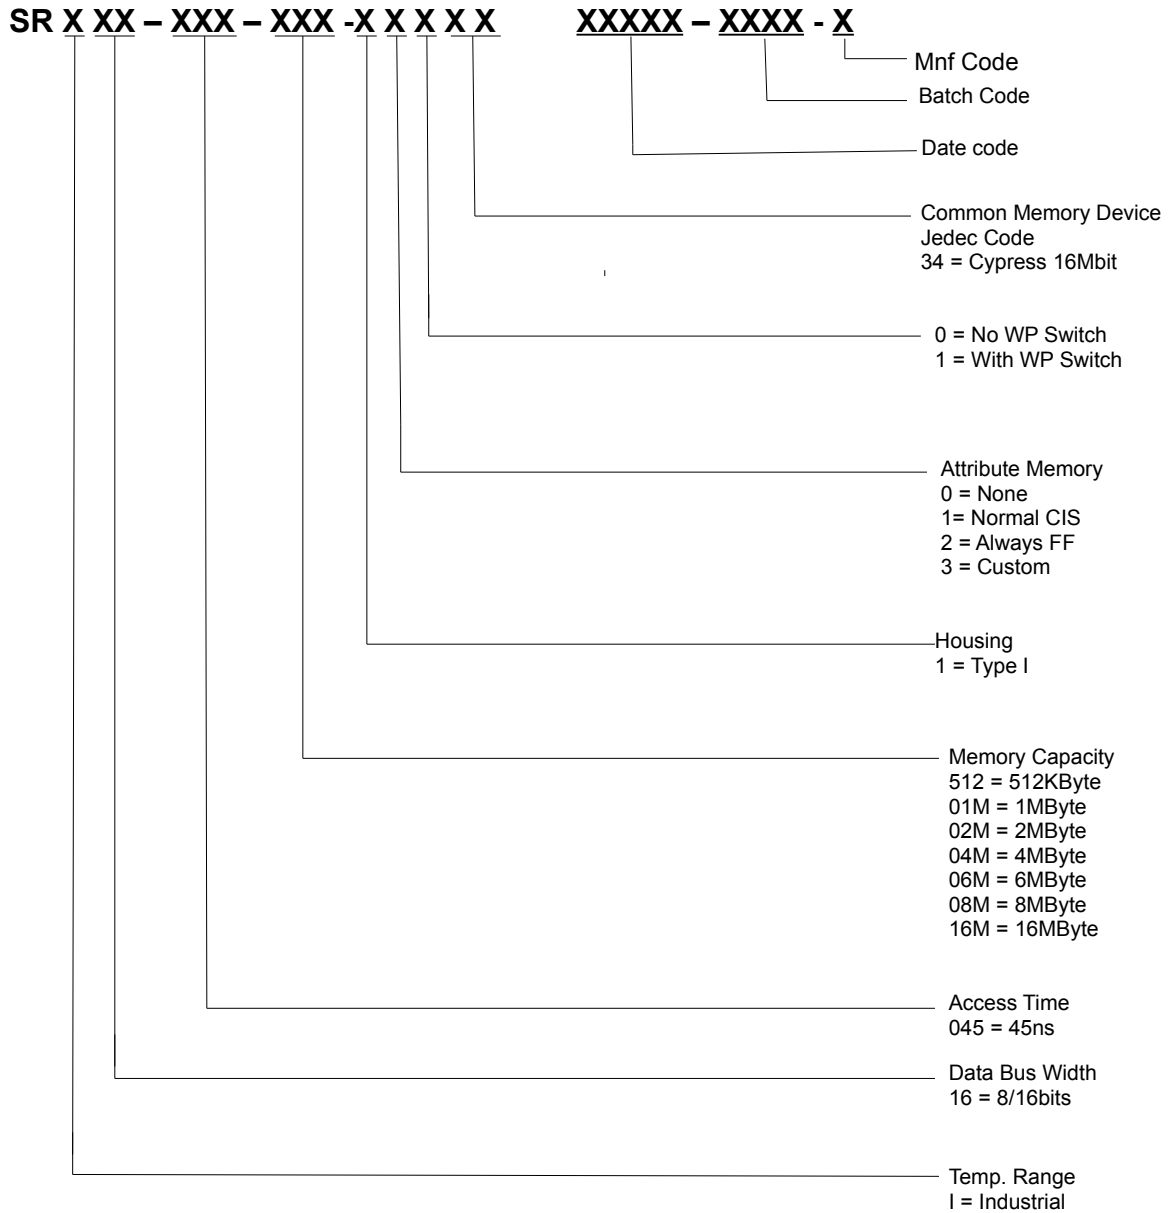 SR X XX – XXX – XXX -X X X X X XXXXX – XXXX - X
Mnf Code
Batch Code
Date code
Common Memory Device
Jedec Code
34 = Cypress 16Mbit
0 = No WP Switch
1 = With WP Switch
Attribute Memory
0 = None
1= Normal CIS
2 = Always FF
3 = Custom
Housing
1 = Type I
Memory Capacity
512 = 512KByte
01M = 1MByte
02M = 2MByte
04M = 4MByte
06M = 6MByte
08M = 8MByte
16M = 16MByte
Access Time
045 = 45ns
Data Bus Width
16 = 8/16bits
Temp. Range
I = Industrial